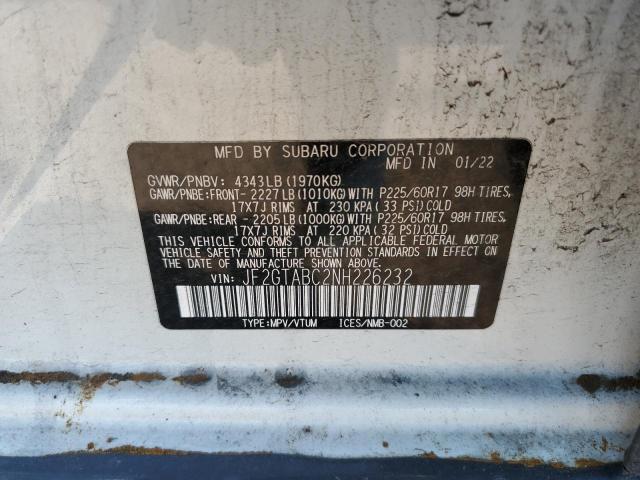 MFD BY SUBARU CORPORATION
MFD IN 01/22
GVWR/PNBV: 4343LB(1970KG)
GAWR/PNBE:FRONT- 2227LB(1010KG)WITH P225/60R17 98H TIRES,
17X7J RIMS AT 230 KPA(33 PSI)COLD
GAWR/PNBE:REAR -2205LB(1000KG)WITH P225/60R17 98H TIRES,
17X7J RIMS AT 220 KPA(32 PSI)COLD
THIS VEHICLE CONFORMS TO ALL APPLICABLE FEDERAL MOTOR
VEHICLE SAFETY AND THEFT PREVENTION STANDARDS IN EFFECT ON THE
DATE OF MANUFACTURE SHOWN ABOVE.
VIN: JF2GTABC2NH226232
TYPE:MPV/VTUM ICES/NMB-002